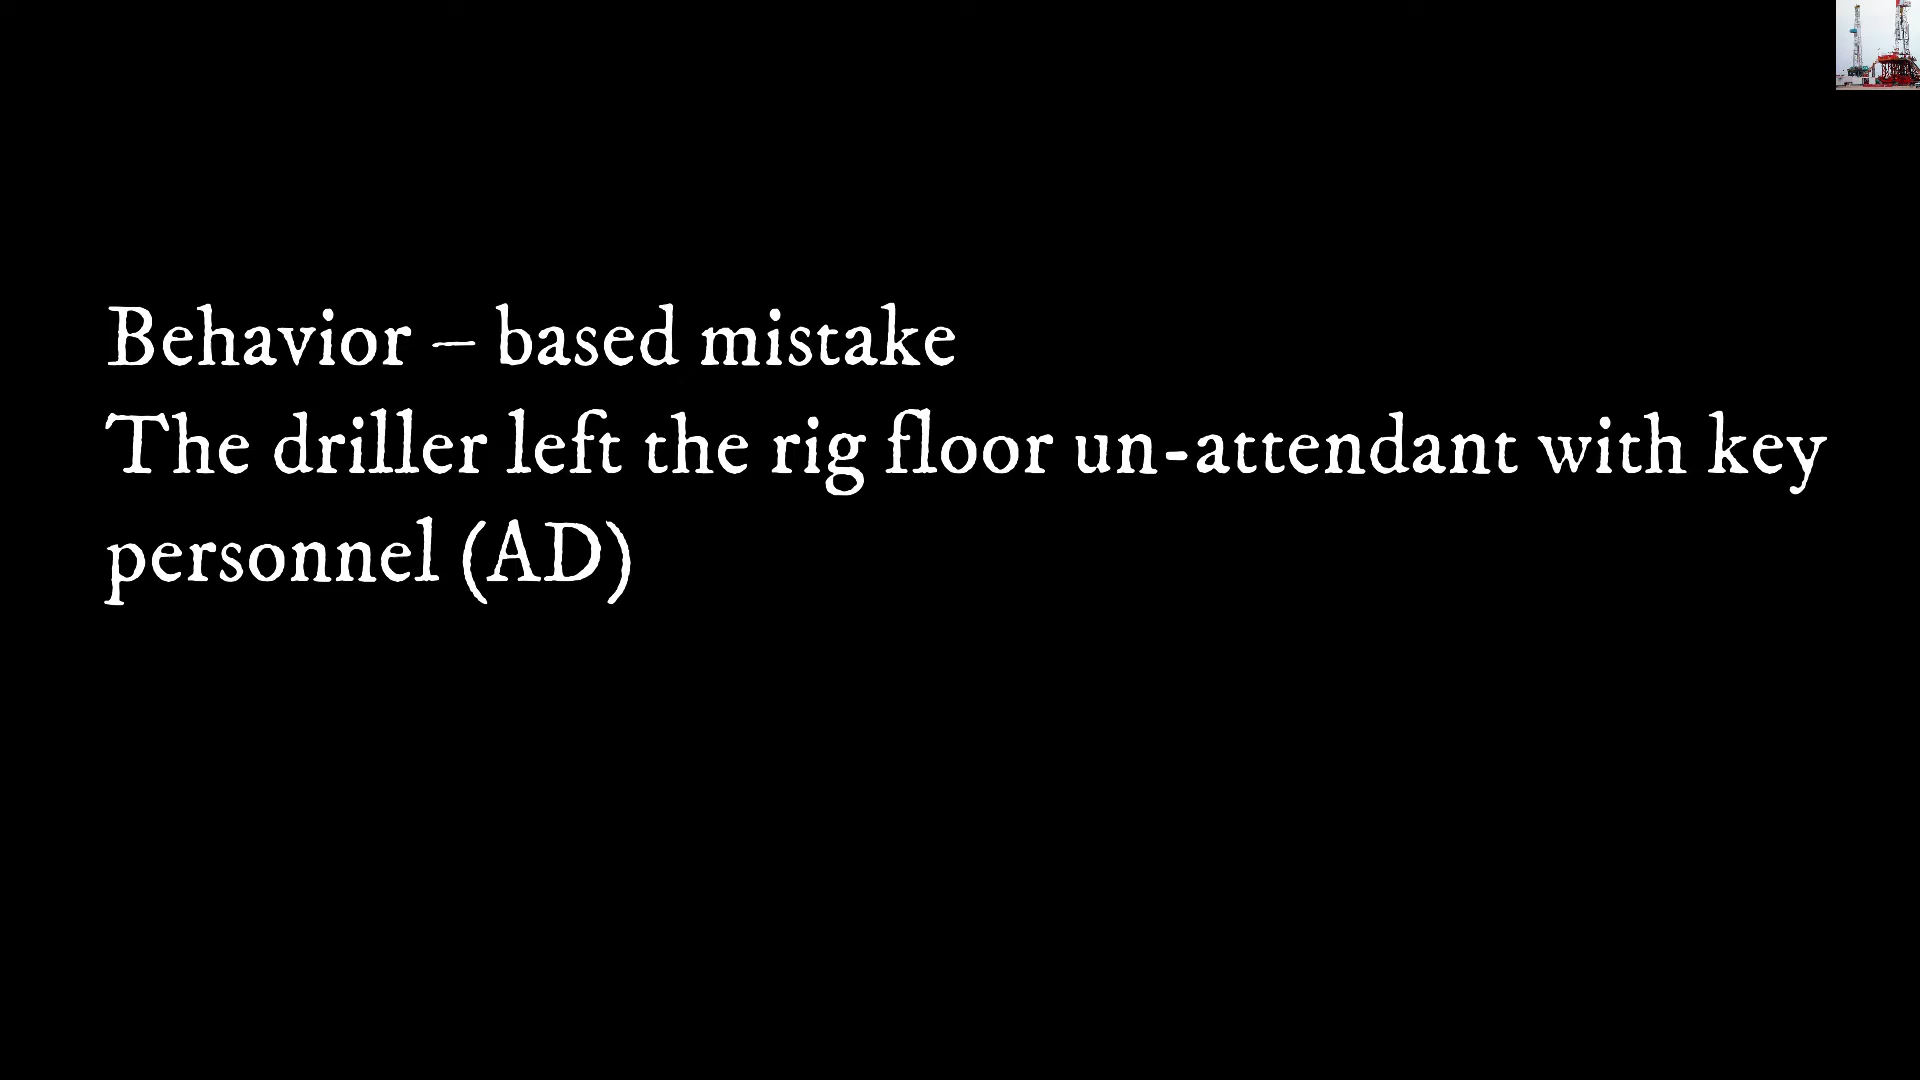 Behavior – based mistake
The driller left the rig floor un-attendant with key
personnel (AD)